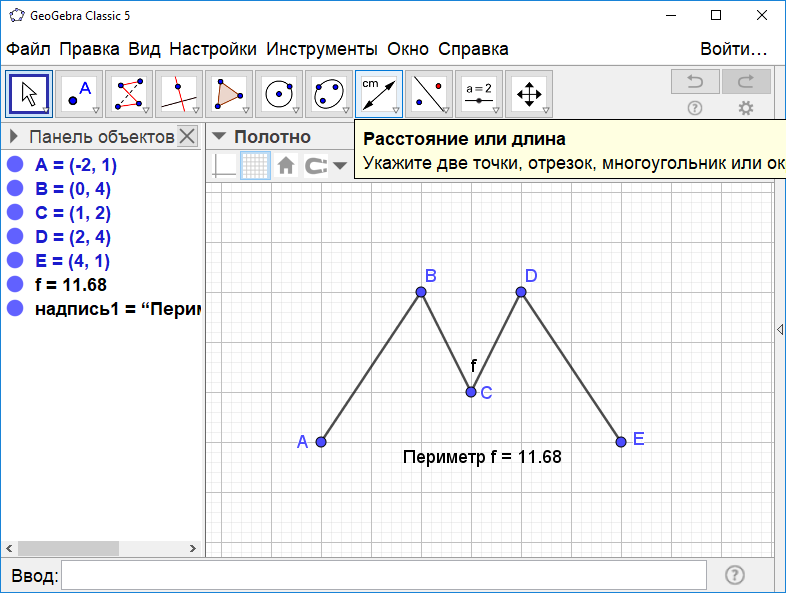 GeoGebra Classic 5
Файл Правка Вид Настройки Инструменты Окно Справка Войти…
A
cm
a = 2
Расстояние или длина
Укажите две точки, отрезок, многоугольник или ок
Панель объектов
Полотно
A = (-2, 1)
B = (0, 4)
C = (1, 2)
D = (2, 4)
E = (4, 1)
f = 11.68
надпись1 = “Перим
B
D
f
C
A
E
Периметр f = 11.68
Ввод: